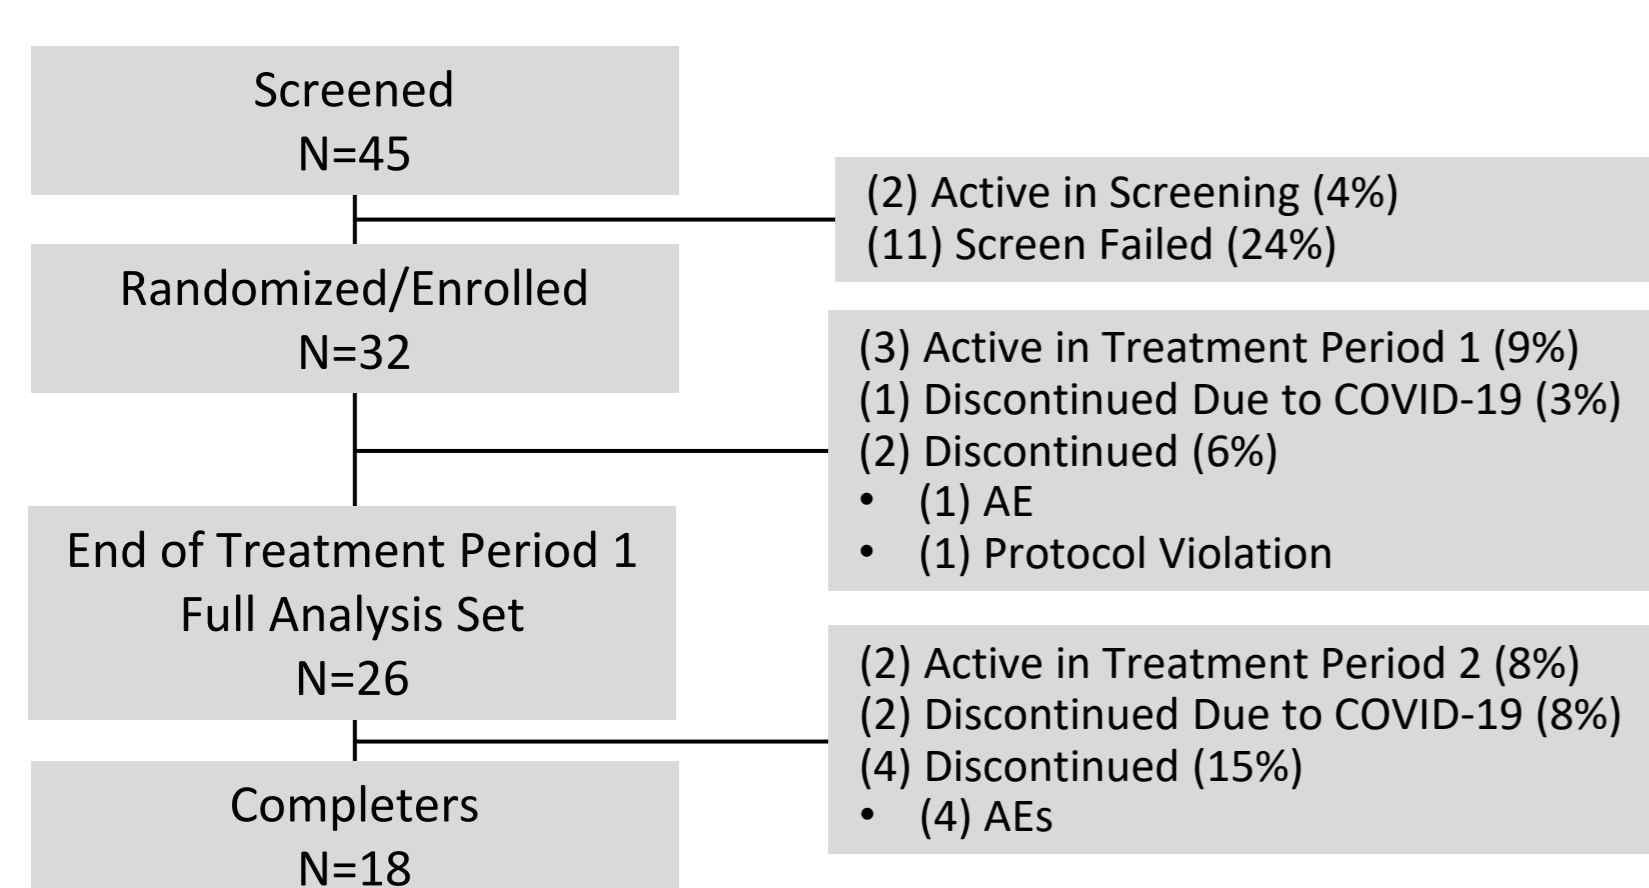 Screened
N=45
(2) Active in Screening (4%)
(11) Screen Failed (24%)
Randomized/Enrolled
N=32
(3) Active in Treatment Period 1 (9%)
(1) Discontinued Due to COVID-19 (3%)
(2) Discontinued (6%)
• (1) AE
• (1) Protocol Violation
End of Treatment Period 1
Full Analysis Set
N=26
(2) Active in Treatment Period 2 (8%)
(2) Discontinued Due to COVID-19 (8%)
(4) Discontinued (15%)
• (4) AEs
Completers
N=18